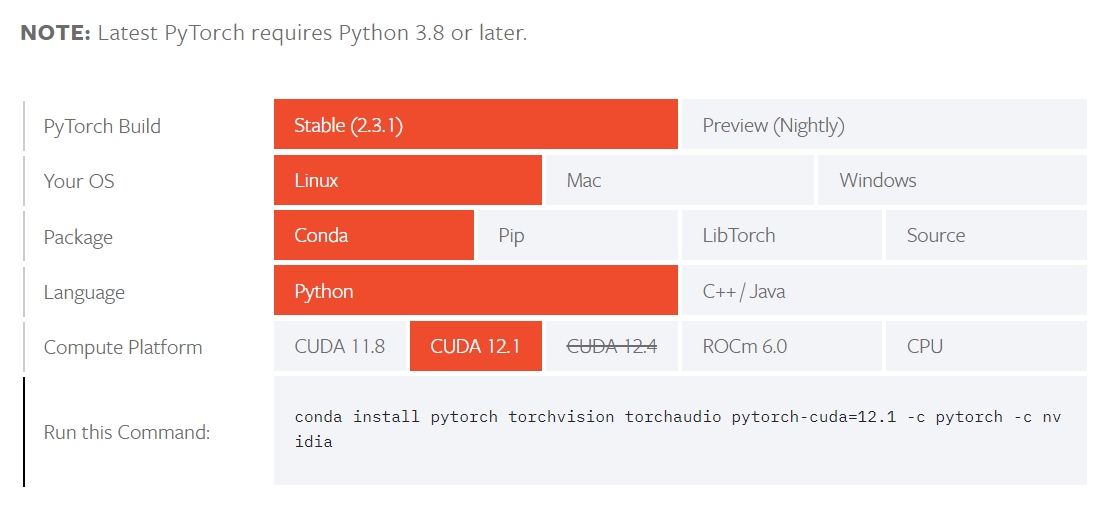 NOTE: Latest PyTorch requires Python 3.8 or later.
PyTorch Build Stable (2.3.1) Preview (Nightly)
Your OS Linux Mac Windows
Package Conda Pip LibTorch Source
Language Python C++ / Java
Compute Platform CUDA 11.8 CUDA 12.1 CUDA 12.4 ROCm 6.0 CPU
Run this Command:
conda install pytorch torchvision torchaudio pytorch-cuda=12.1 -c pytorch -c nv
idia